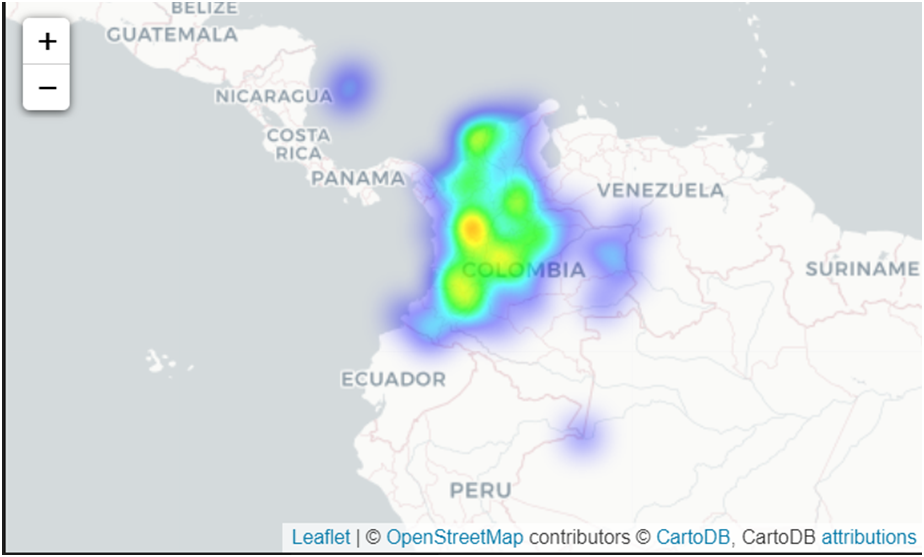 BELIZE
+
GUATEMALA
−
NICARAGUA
COSTA
RICA
PANAMA
VENEZUELA
COLOMBIA
SURINAME
ECUADOR
PERU
Leaflet | © OpenStreetMap contributors © CartoDB, CartoDB attributions